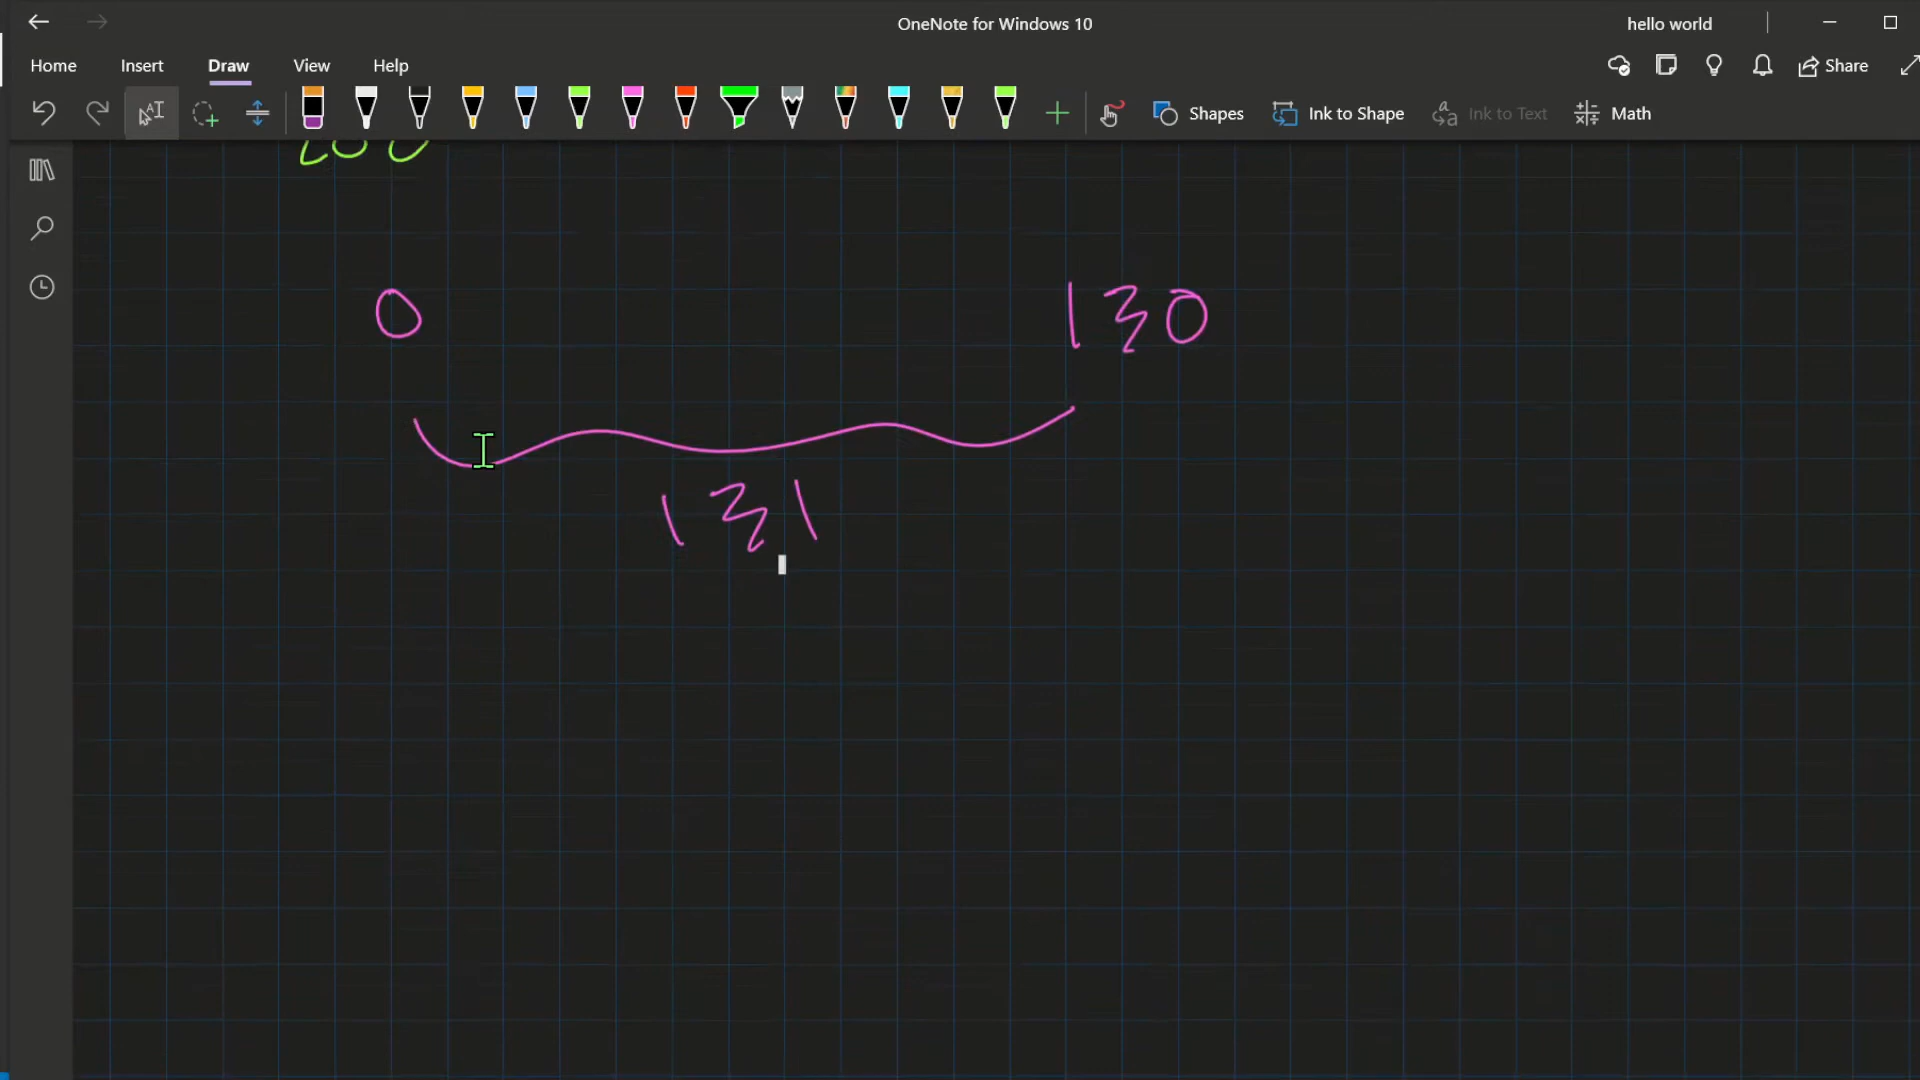 OneNote for Windows 10
hello world
Home Insert Draw View Help
Share
Shapes Ink to Shape Ink to Text Math
200
0 130
131